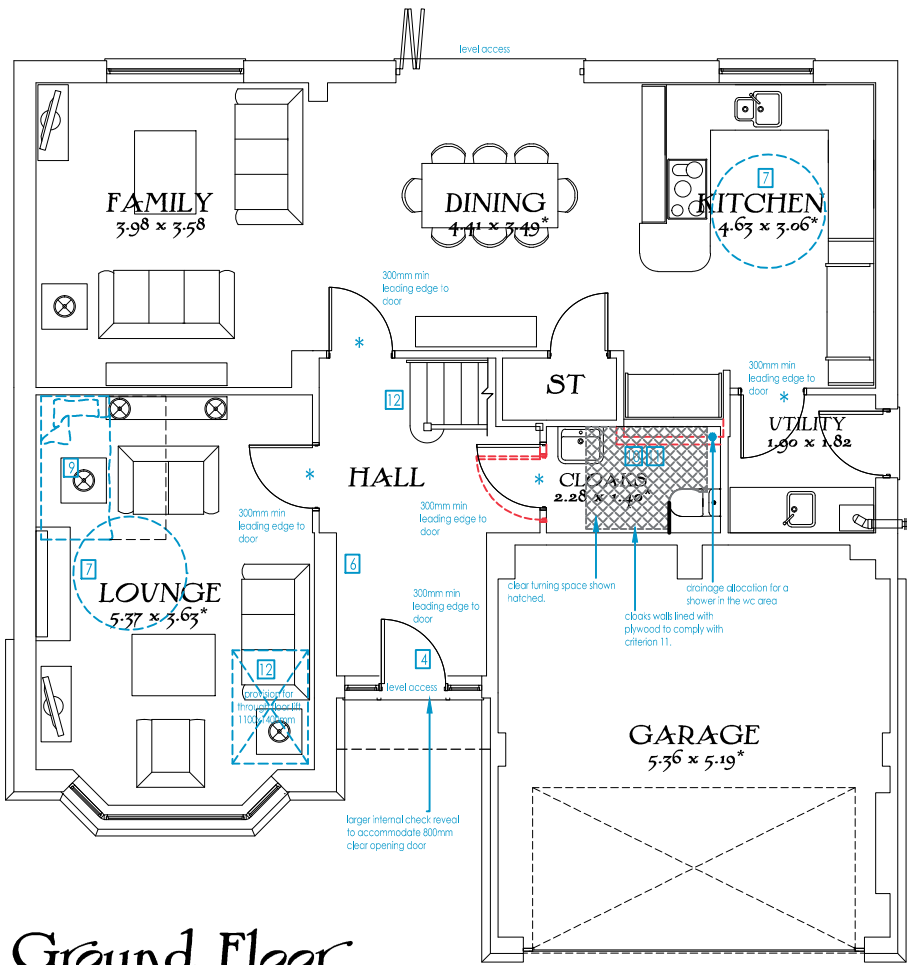 level access
FAMILY
3.98 x 3.58
DINING
4.41 x 3.49*
7
KITCHEN
4.63 x 3.06*
300mm min
leading edge to
door
*
12
ST
300mm min
leading edge to
door
*
UTILITY
1.90 x 1.82
9
*
HALL
*
18
CLOAKS
2.28 x 1.40*
300mm min
leading edge to
door
300mm min
leading edge to
door
7
LOUNGE
5.37 x 3.63*
6
clear turning space shown
hatched.
drainage allocation for a
shower in the wc area
300mm min
leading edge to
door
cloaks walls lined with
plywood to comply with
criterion 11.
12
provision for
through floor lift
1100x1400mm
4
level access
GARAGE
5.36 x 5.19*
larger internal check reveal
to accommodate 800mm
clear opening door
Ground Floor